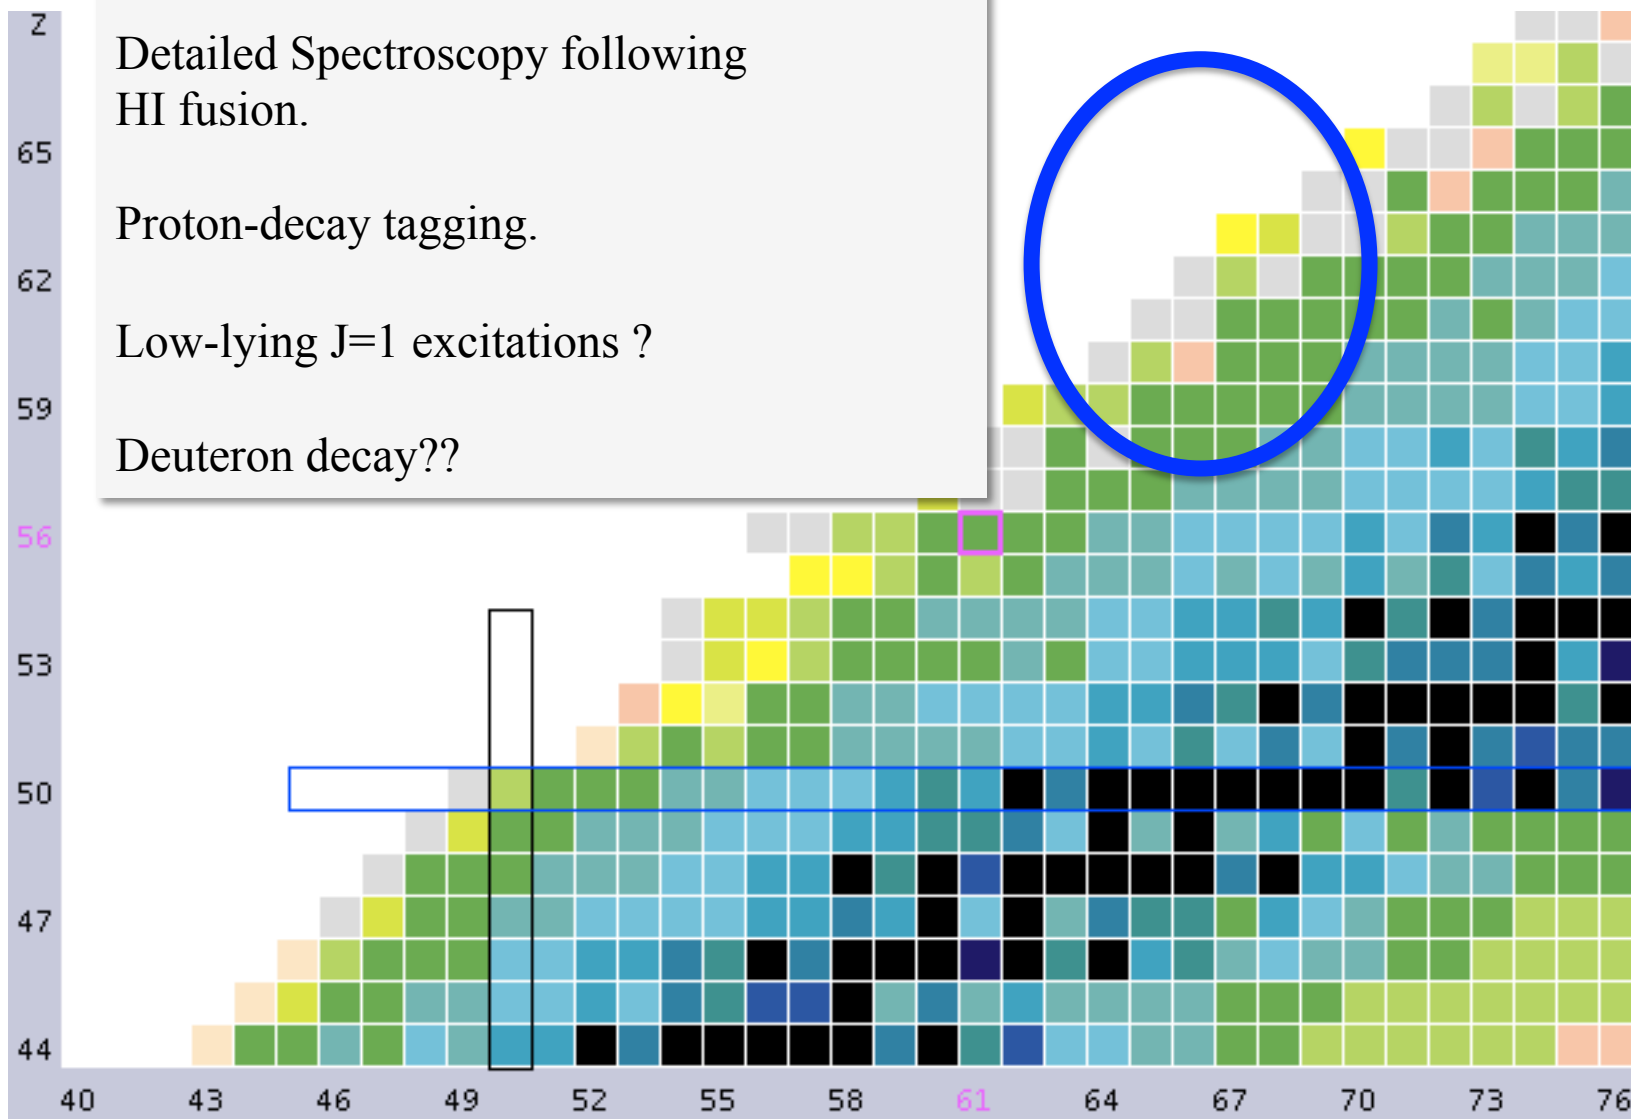 Z
Detailed Spectroscopy following
HI fusion.
Proton-decay tagging.
Low-lying J=1 excitations ?
Deuteron decay??
65
62
59
56
53
50
47
44
40 43 46 49 52 55 58 61 64 67 70 73 76